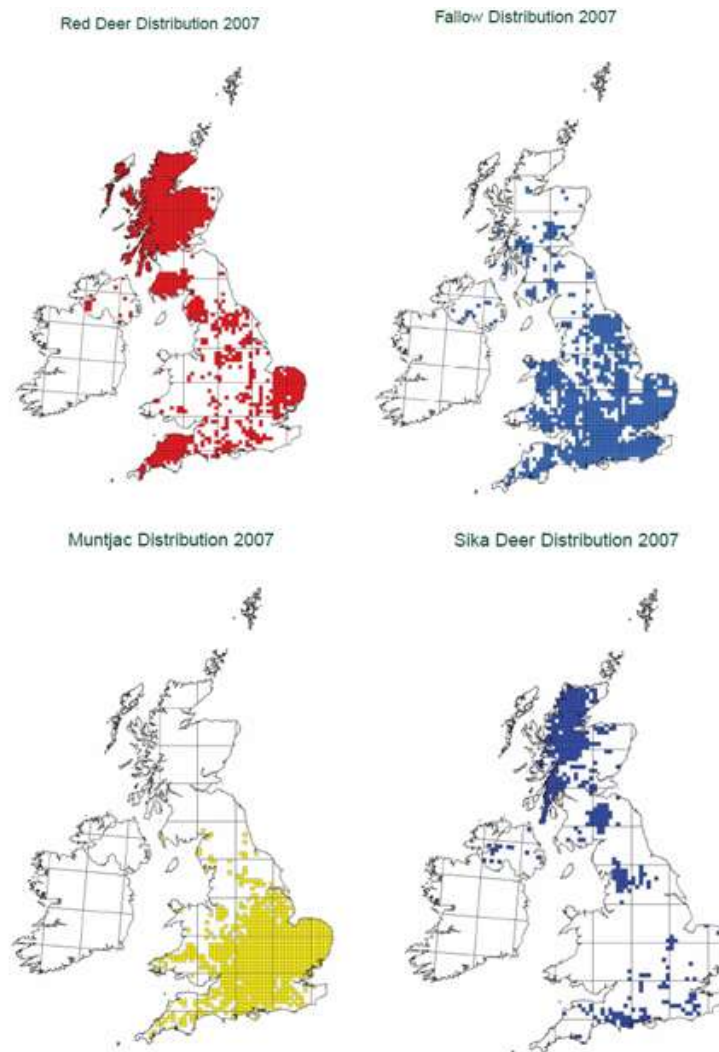 Red Deer Distribution 2007
Fallow Distribution 2007
Muntjac Distribution 2007
Sika Deer Distribution 2007